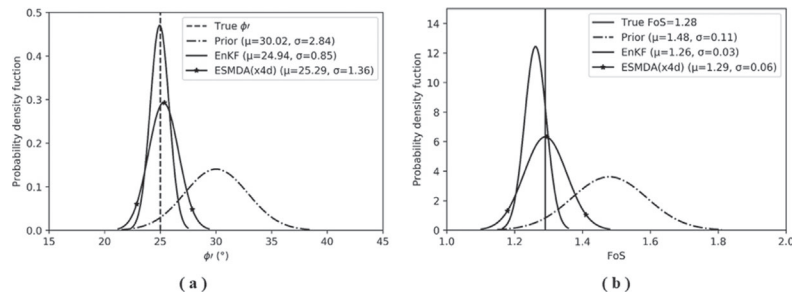 0.5
0.4
0.3
0.2
0.1
0.0
Probability density fuction
True ϕ′
Prior (μ=30.02, σ=2.84)
EnKF (μ=24.94, σ=0.85)
ESMDA(x4d) (μ=25.29, σ=1.36)
15 20 25 30 35 40 45
ϕ′ (°)
( a )
14
12
10
8
6
4
2
0
Probability density fuction
True FoS=1.28
Prior (μ=1.48, σ=0.11)
EnKF (μ=1.26, σ=0.03)
ESMDA(x4d) (μ=1.29, σ=0.06)
1.0 1.2 1.4 1.6 1.8 2.0
FoS
( b )